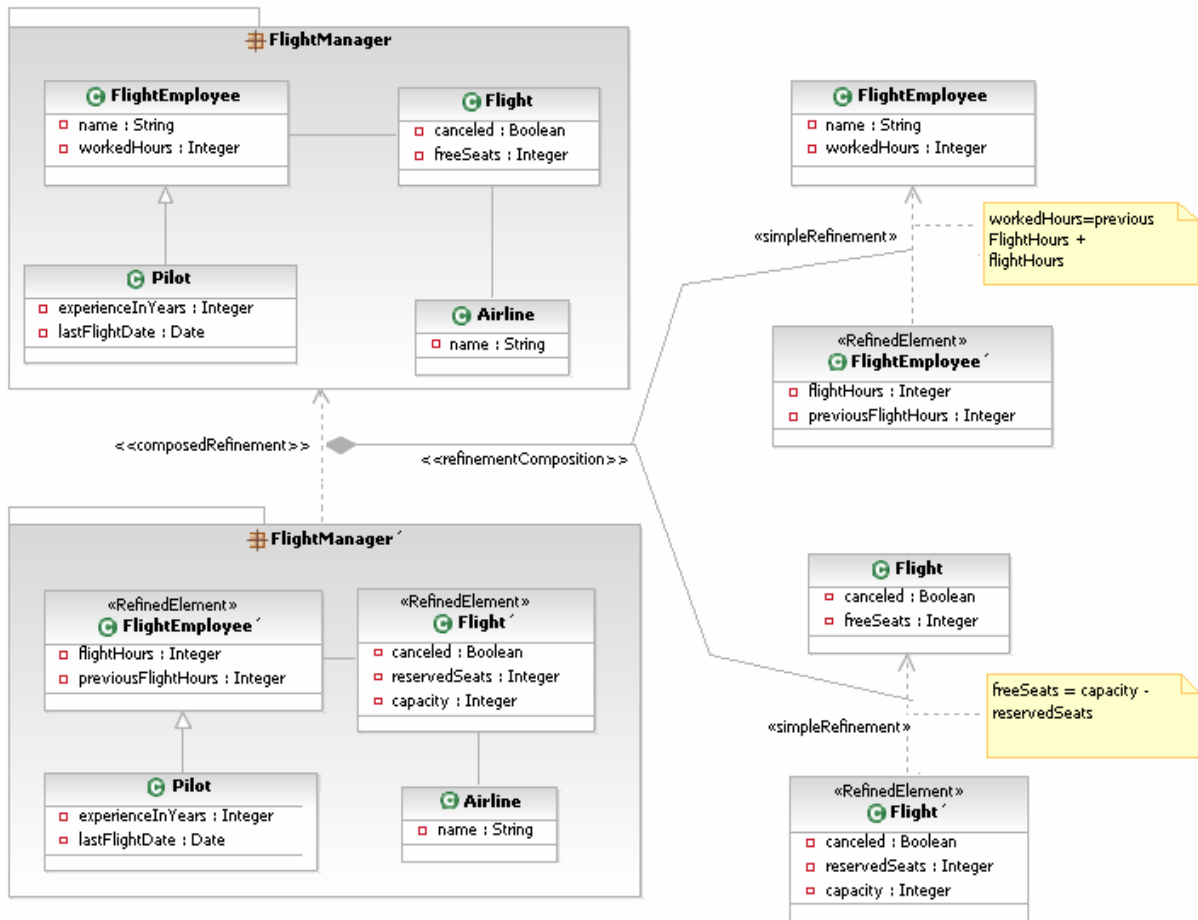 FlightManager
FlightEmployee
name : String
workedHours : Integer
Flight
canceled : Boolean
freeSeats : Integer
Pilot
experienceInYears : Integer
lastFlightDate : Date
Airline
name : String
<<composedRefinement>>
<<refinementComposition>>
FlightManager´
«RefinedElement»
FlightEmployee´
flightHours : Integer
previousFlightHours : Integer
«RefinedElement»
Flight´
canceled : Boolean
reservedSeats : Integer
capacity : Integer
Pilot
experienceInYears : Integer
lastFlightDate : Date
Airline
name : String
FlightEmployee
name : String
workedHours : Integer
«simpleRefinement»
workedHours=previous
FlightHours +
flightHours
«RefinedElement»
FlightEmployee´
flightHours : Integer
previousFlightHours : Integer
Flight
canceled : Boolean
freeSeats : Integer
«simpleRefinement»
freeSeats = capacity -
reservedSeats
«RefinedElement»
Flight´
canceled : Boolean
reservedSeats : Integer
capacity : Integer